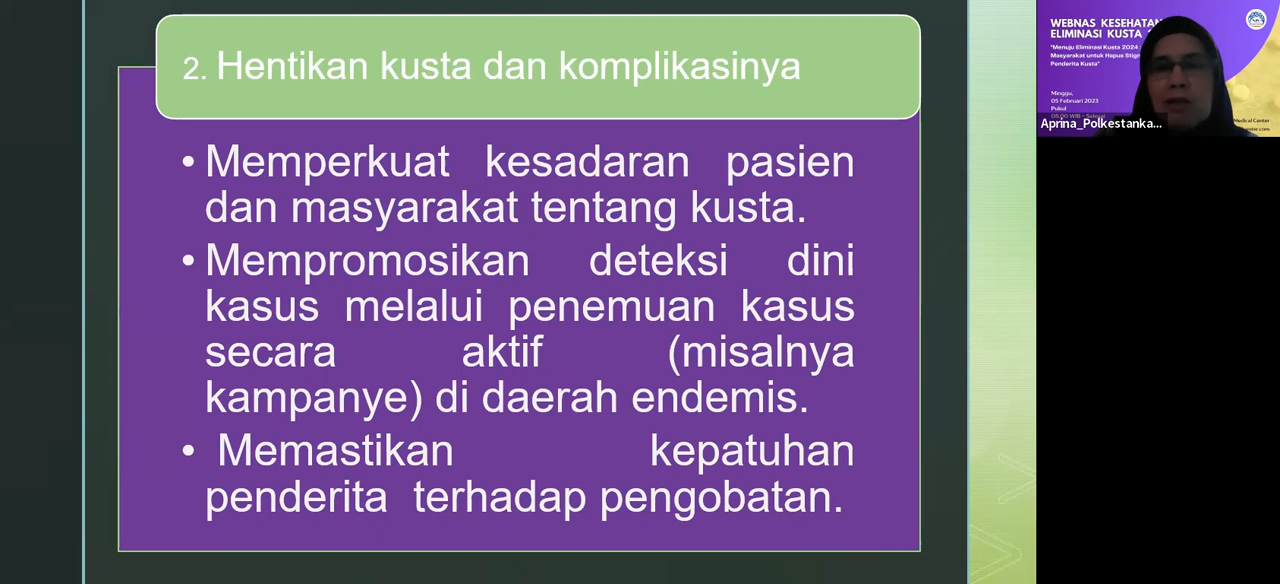 2. Hentikan kusta dan komplikasinya
• Memperkuat kesadaran pasien
dan masyarakat tentang kusta.
• Mempromosikan deteksi dini
kasus melalui penemuan kasus
secara aktif (misalnya
kampanye) di daerah endemis.
• Memastikan kepatuhan
penderita terhadap pengobatan.
WEBNAS KESEHATAN
ELIMINASI KUSTA
"Menuju Eliminasi Kusta 2024
Masyarakat untuk Hapus
Penderita Kusta"
Minggu,
05 Februari 2023
Pukul
Aprina_Polkestanka...
Medical Center